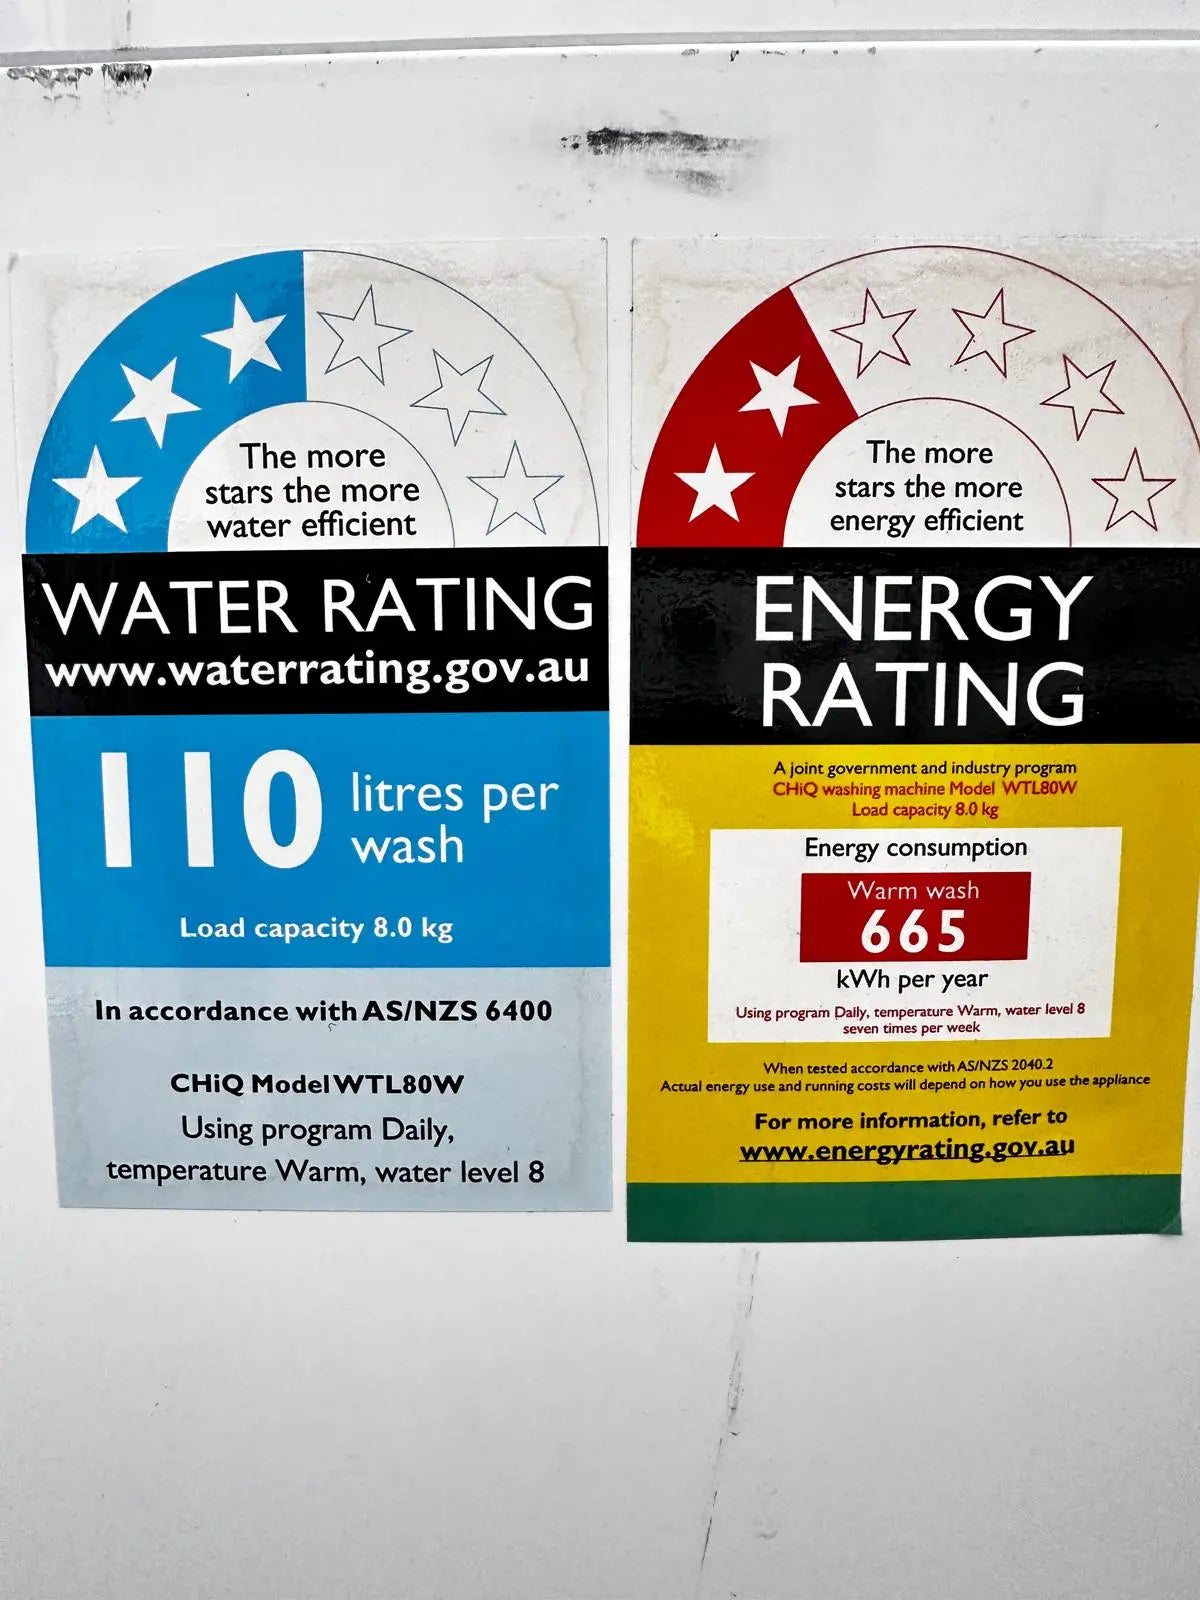 The more
stars the more
water efficient
WATER RATING
www.waterrating.gov.au
110 litres per
wash
Load capacity 8.0 kg
In accordance with AS/NZS 6400
CHiQ Model WTL80W
Using program Daily,
temperature Warm, water level 8
The more
stars the more
energy efficient
ENERGY
RATING
A joint government and industry program
CHiQ washing machine Model WTL80W
Load capacity 8.0 kg
Energy consumption
Warm wash
665
kWh per year
Using program Daily, temperature Warm, water level 8
seven times per week
When tested accordance with AS/NZS 2040.2
Actual energy use and running costs will depend on how you use the appliance
For more information, refer to
www.energyrating.gov.au